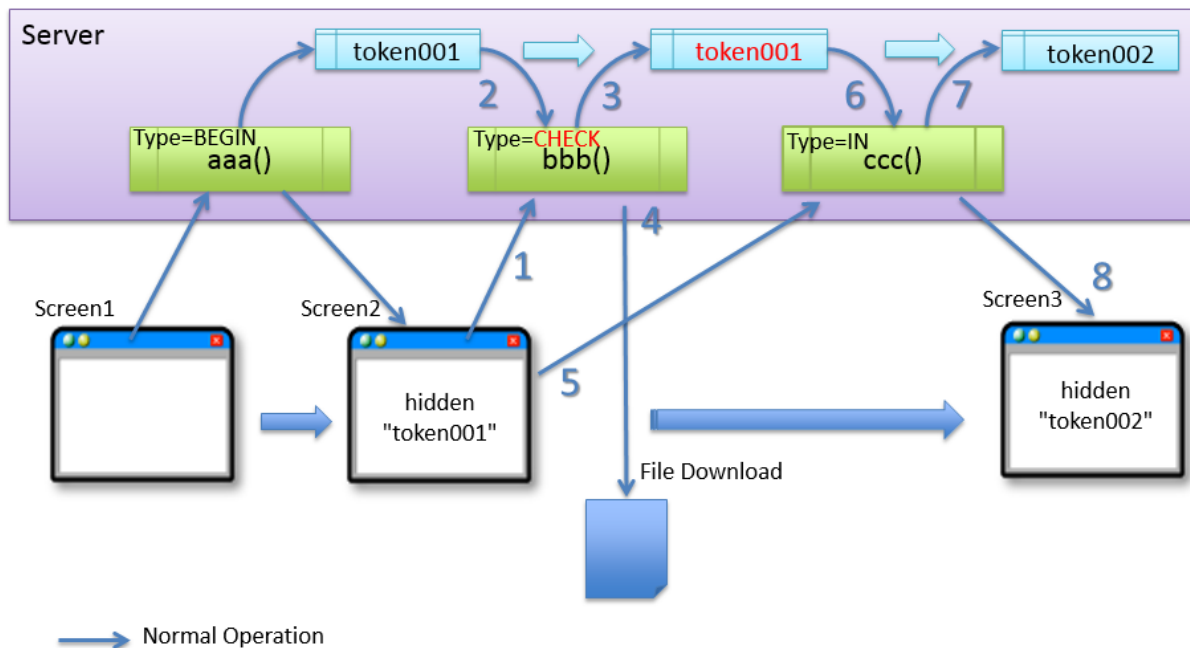 Server
token001
token001
token002
2
3
6
7
Type=BEGIN
aaa()
Type=CHECK
bbb()
Type=IN
ccc()
4
1
8
Screen1
Screen2
Screen3
5
hidden
"token001"
hidden
"token002"
File Download
Normal Operation